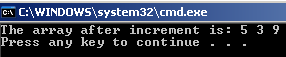 C:\WINDOWS\system32\cmd.exe
The array after increment is: 5 3 9
Press any key to continue . . .